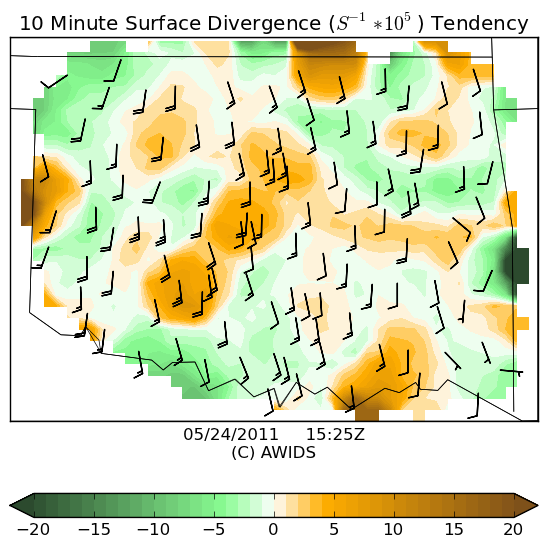 10 Minute Surface Divergence (S⁻¹ *10⁵ ) Tendency
05/24/2011 15:25Z
(C) AWIDS
−20 −15 −10 −5 0 5 10 15 20